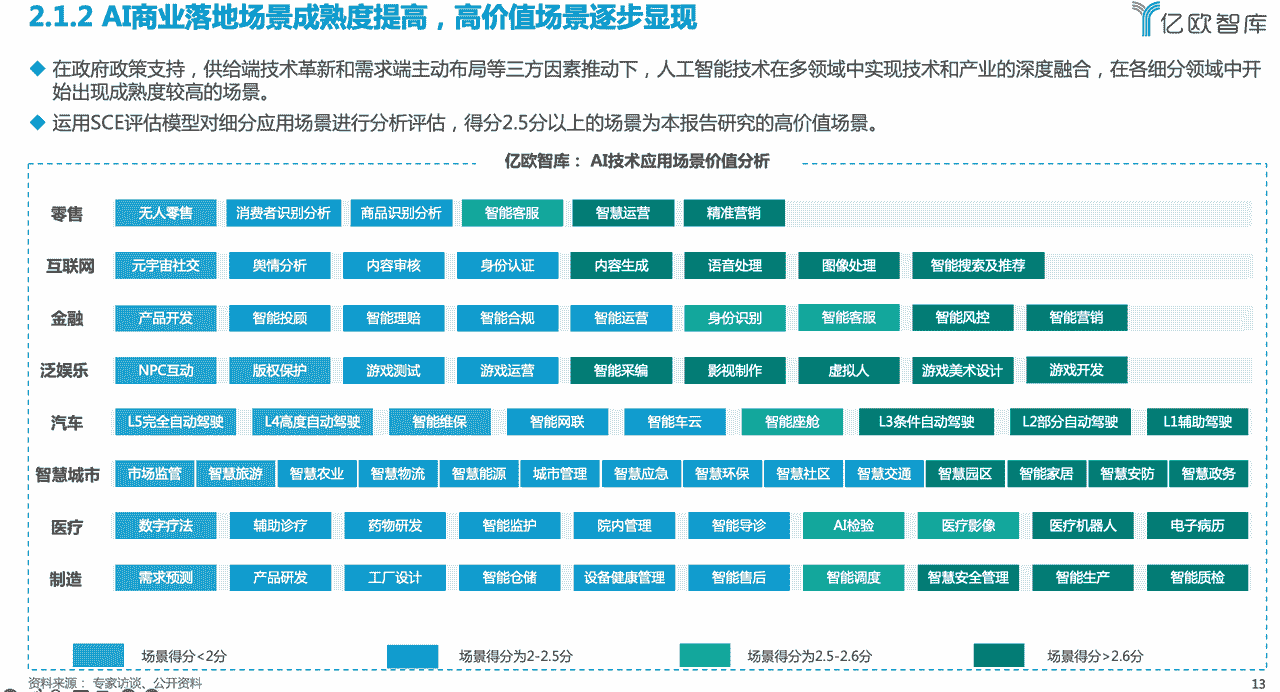 2.1.2 AI商业落地场景成熟度提高，高价值场景逐步显现
亿欧智库
在政府政策支持，供给端技术革新和需求端主动布局等三方因素推动下，人工智能技术在多领域中实现技术和产业的深度融合，在各细分领域中开
始出现成熟度较高的场景。
运用SCE评估模型对细分应用场景进行分析评估，得分2.5分以上的场景为本报告研究的高价值场景。
亿欧智库： AI技术应用场景价值分析
零售 无人零售 消费者识别分析 商品识别分析 智能客服 智慧运营 精准营销
互联网 元宇宙社交 舆情分析 内容审核 身份认证 内容生成 语音处理 图像处理 智能搜索及推荐
金融 产品开发 智能投顾 智能理赔 智能合规 智能运营 身份识别 智能客服 智能风控 智能营销
泛娱乐 NPC互动 版权保护 游戏测试 游戏运营 智能采编 影视制作 虚拟人 游戏美术设计 游戏开发
汽车 L5完全自动驾驶 L4高度自动驾驶 智能维保 智能网联 智能车云 智能座舱 L3条件自动驾驶 L2部分自动驾驶 L1辅助驾驶
智慧城市 市场监管 智慧旅游 智慧农业 智慧物流 智慧能源 城市管理 智慧应急 智慧环保 智慧社区 智慧交通 智慧园区 智能家居 智慧安防 智慧政务
医疗 数字疗法 辅助诊疗 药物研发 智能监护 院内管理 智能导诊 AI检验 医疗影像 医疗机器人 电子病历
制造 需求预测 产品研发 工厂设计 智能仓储 设备健康管理 智能售后 智能调度 智慧安全管理 智能生产 智能质检
场景得分<2分 场景得分为2-2.5分 场景得分为2.5-2.6分 场景得分>2.6分
资料来源： 专家访谈、公开资料
13